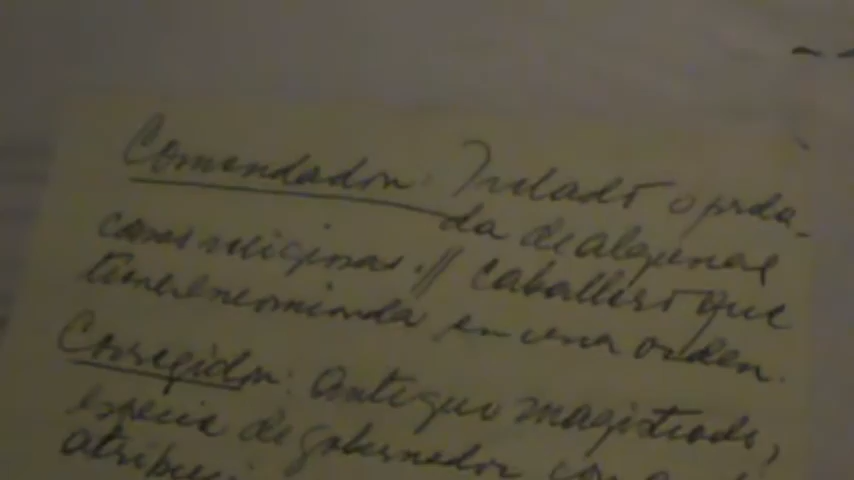 Comendador: Prelado o prela-
da de algunas
casas religiosas. // Caballero que
tiene encomienda en una orden.
Corregidor: Antiguo magistrado,
especie de gobernador con